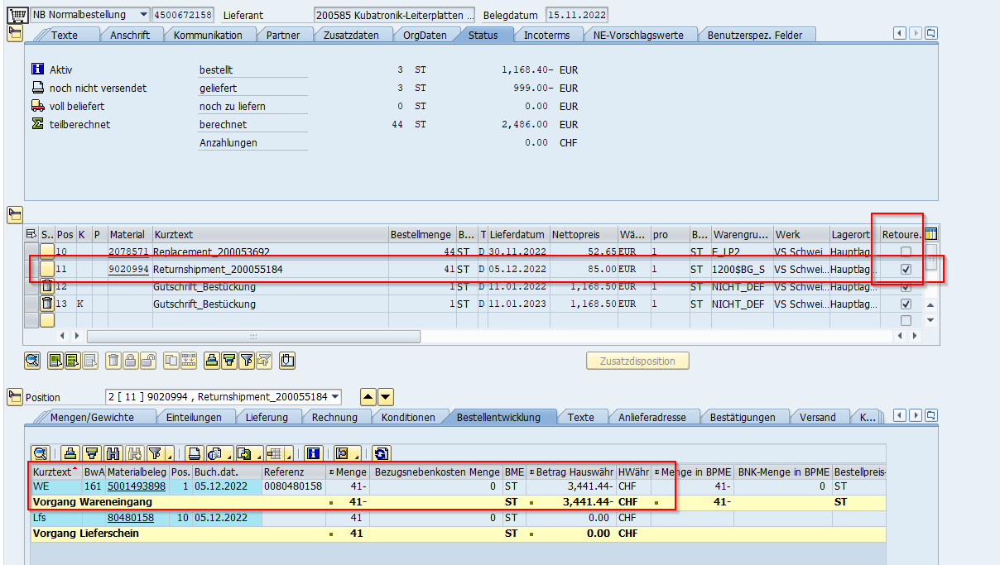 NB Normalbestellung 4500672158 Lieferant 200585 Kubatronik-Leiterplatten ... Belegdatum 15.11.2022
Texte Anschrift Kommunikation Partner Zusatzdaten OrgDaten Status Incoterms NE-Vorschlagswerte Benutzerspez. Felder
Aktiv bestellt 3 ST 1,168.40- EUR
noch nicht versendet geliefert 3 ST 999.00- EUR
voll beliefert noch zu liefern 0 ST 0.00 EUR
teilberechnet berechnet 44 ST 2,486.00 EUR
Anzahlungen 0.00 CHF
S.. Pos K P Material Kurztext Bestellmenge B... T Lieferdatum Nettopreis Wä... pro B... Warengru... Werk Lagerort Retoure.
10 2078571 Replacement_200053692 44 ST D 30.11.2022 52.65 EUR 1 ST E_LP2 VS Schwei... Hauptlag...
11 9020994 Returnshipment_200055184 41 ST D 05.12.2022 85.00 EUR 1 ST 1200$BG_S VS Schwei... Hauptlag...
12 Gutschrift_Bestückung 1 ST D 11.01.2022 1,168.50 EUR 1 ST NICHT_DEF VS Schwei... Hauptlag...
13 K Gutschrift_Bestückung 1 ST D 11.01.2023 1,168.50 EUR 1 ST NICHT_DEF VS Schwei... Hauptlag...
Zusatzdisposition
Position 2 [ 11 ] 9020994 , Returnshipment_200055184
Mengen/Gewichte Einteilungen Lieferung Rechnung Konditionen Bestellentwicklung Texte Anlieferadresse Bestätigungen Versand K...
Kurztext BwA Materialbeleg Pos. Buch.dat. Referenz Σ Menge Bezugsnebenkosten Menge BME Σ Betrag Hauswähr HWähr Σ Menge in BPME BNK-Menge in BPME Bestellpreis-
WE 161 5001493898 1 05.12.2022 0080480158 41- 0 ST 3,441.44- CHF 41- 0 ST
Vorgang Wareneingang 41- ST 3,441.44- CHF 41- ST
Lfs 80480158 10 05.12.2022 41 0 ST 0.00 CHF
Vorgang Lieferschein 41 ST 0.00 CHF